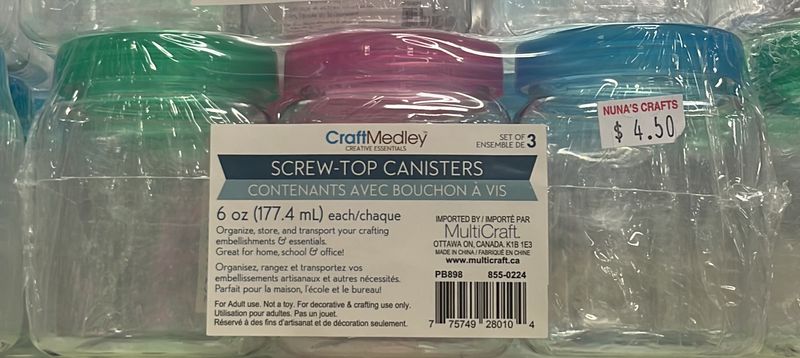 NUNA'S CRAFTS
$ 4.50
CraftMedley™
CREATIVE ESSENTIALS
SET OF
ENSEMBLE DE 3
SCREW-TOP CANISTERS
CONTENANTS AVEC BOUCHON À VIS
6 oz (177.4 mL) each/chaque
Organize, store, and transport your crafting
embellishments & essentials.
Great for home, school & office!
Organisez, rangez et transportez vos
embellissements artisanaux et autres nécessités.
Parfait pour la maison, l'école et le bureau!
For Adult use. Not a toy. For decorative & crafting use only.
Utilisation pour adultes. Pas un jouet.
Réservé à des fins d'artisanat et de décoration seulement.
IMPORTED BY / IMPORTÉ PAR
MultiCraft
OTTAWA ON, CANADA. K1B 1E3
MADE IN CHINA / FABRIQUÉ EN CHINE
www.multicraft.ca
PB898 855-0224
7 75749 28010 4